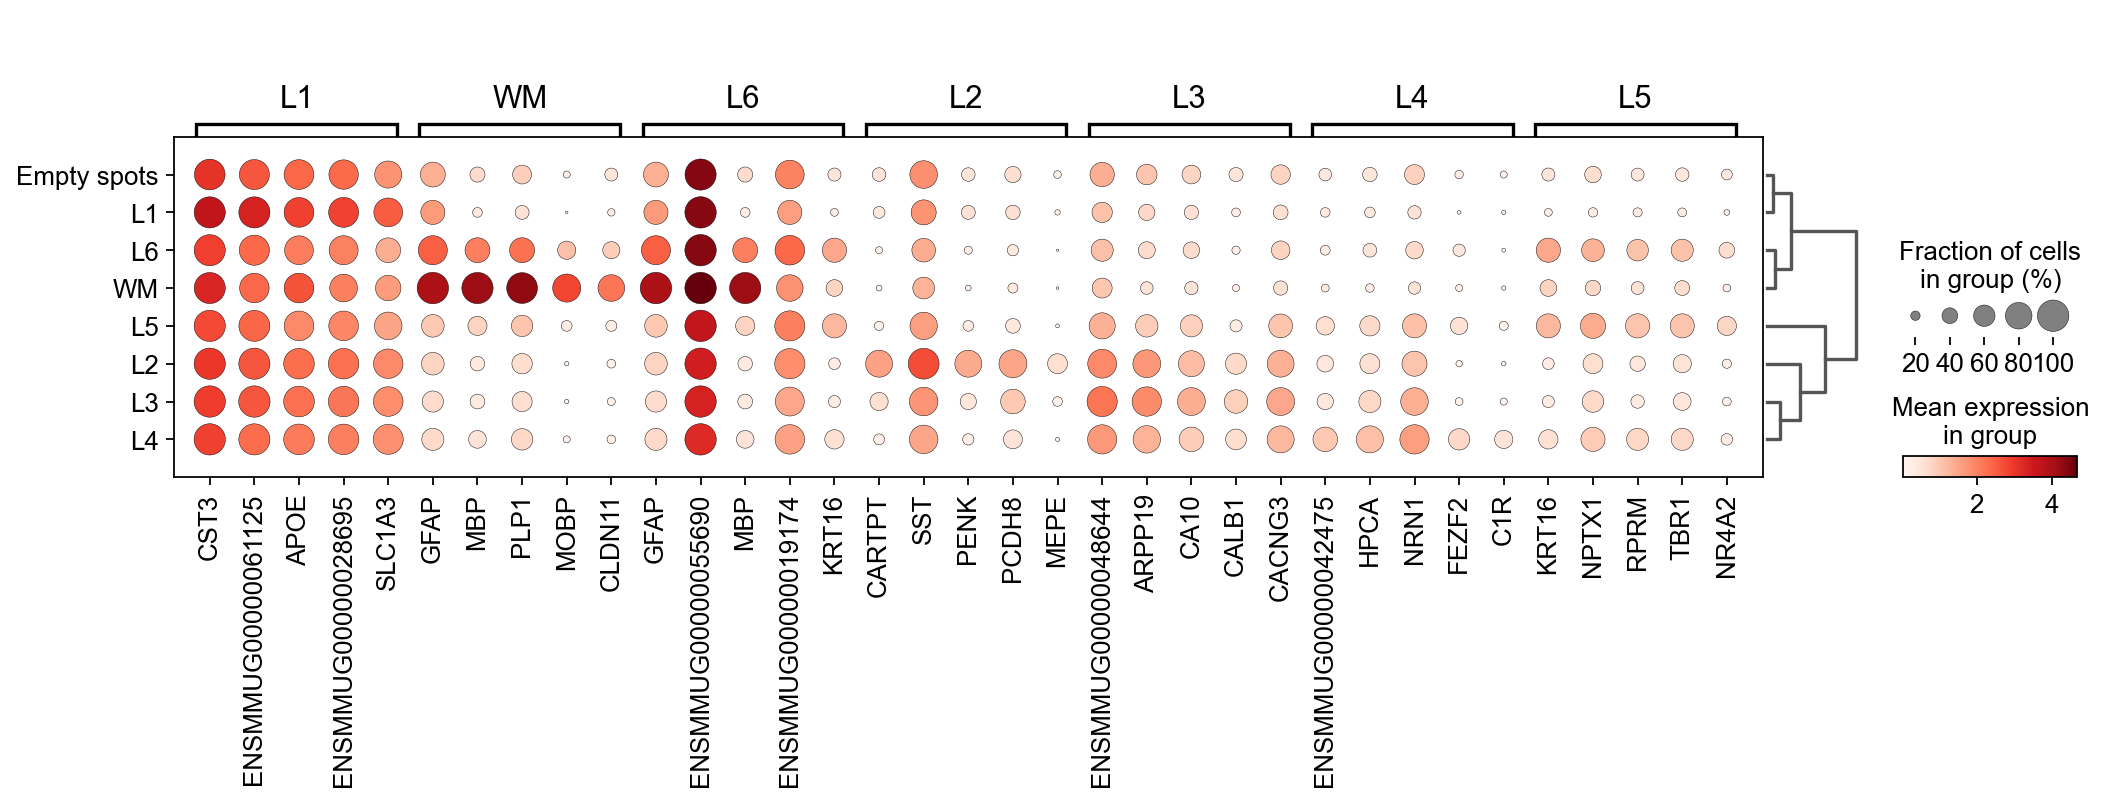 L1 WM L6 L2 L3 L4 L5
Empty spots
L1
L6
WM
L5
L2
L3
L4
CST3
ENSMMUG00000061125
APOE
ENSMMUG00000028695
SLC1A3
GFAP
MBP
PLP1
MOBP
CLDN11
GFAP
ENSMMUG00000055690
MBP
ENSMMUG00000019174
KRT16
CARTPT
SST
PENK
PCDH8
MEPE
ENSMMUG00000048644
ARPP19
CA10
CALB1
CACNG3
ENSMMUG00000042475
HPCA
NRN1
FEZF2
C1R
KRT16
NPTX1
RPRM
TBR1
NR4A2
Fraction of cells
in group (%)
20 40 60 80 100
Mean expression
in group
2 4